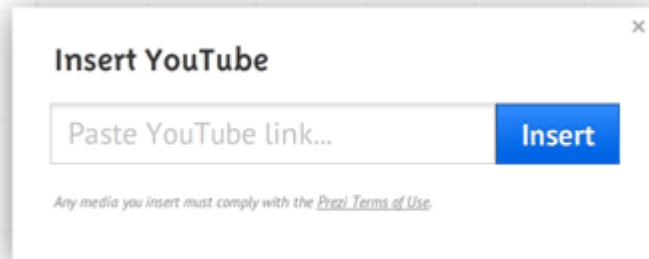 Insert YouTube
Paste YouTube link...
Insert
Any media you insert must comply with the Prezi Terms of Use.